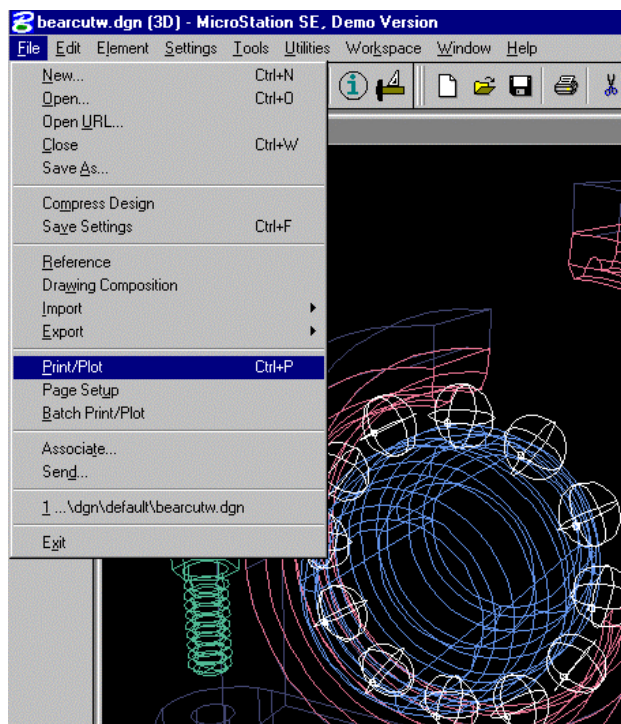 bearcutw.dgn (3D) - MicroStation SE, Demo Version
File Edit Element Settings Tools Utilities Workspace Window Help
New... Ctrl+N
Open... Ctrl+O
Open URL...
Close Ctrl+W
Save As...
Compress Design
Save Settings Ctrl+F
Reference
Drawing Composition
Import
Export
Print/Plot Ctrl+P
Page Setup
Batch Print/Plot
Associate...
Send...
1 ...\dgn\default\bearcutw.dgn
Exit